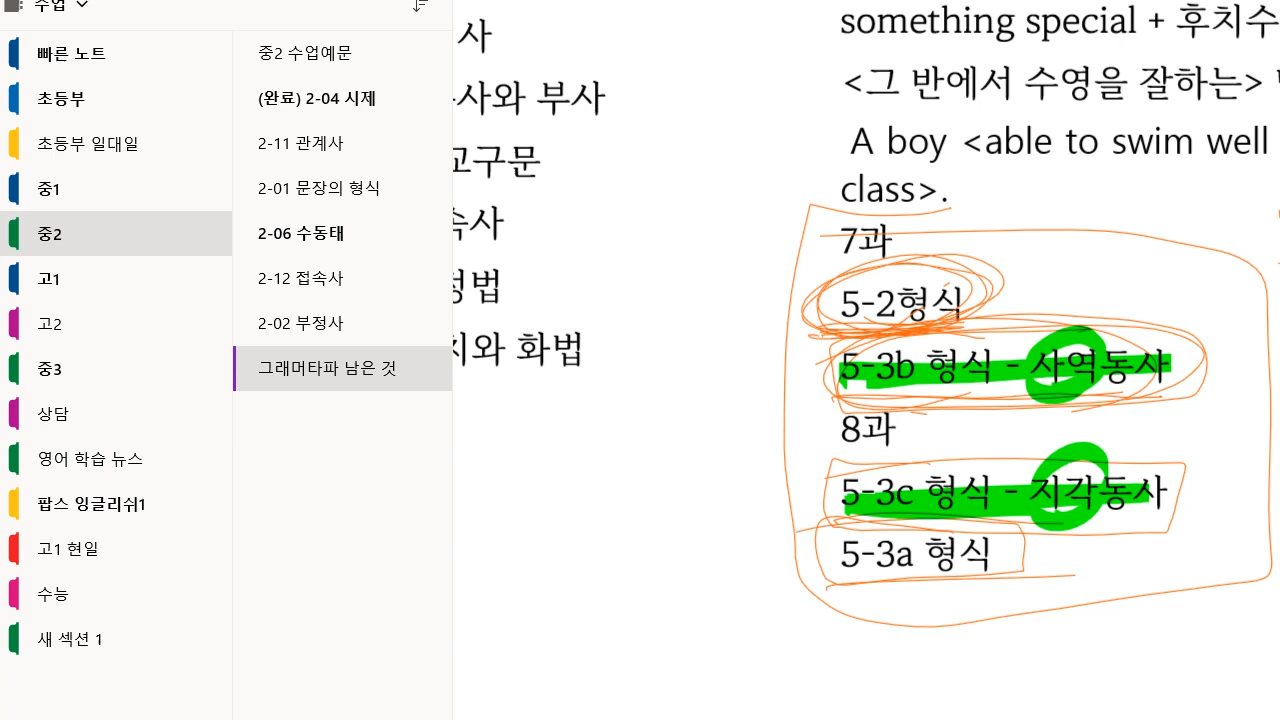 수업
빠른 노트
초등부
초등부 일대일
중1
중2
고1
고2
중3
상담
영어 학습 뉴스
팝스 잉글리쉬1
고1 현일
수능
새 섹션 1
중2 수업예문
(완료) 2-04 시제
2-11 관계사
2-01 문장의 형식
2-06 수동태
2-12 접속사
2-02 부정사
그래머타파 남은 것
사와 부사
교구문
속사
정법
치와 화법
something special + 후치수
<그 반에서 수영을 잘하는>
A boy <able to swim well
class>.
7과
5-2형식
5-3b 형식 - 사역동사
8과
5-3c 형식 - 지각동사
5-3a 형식